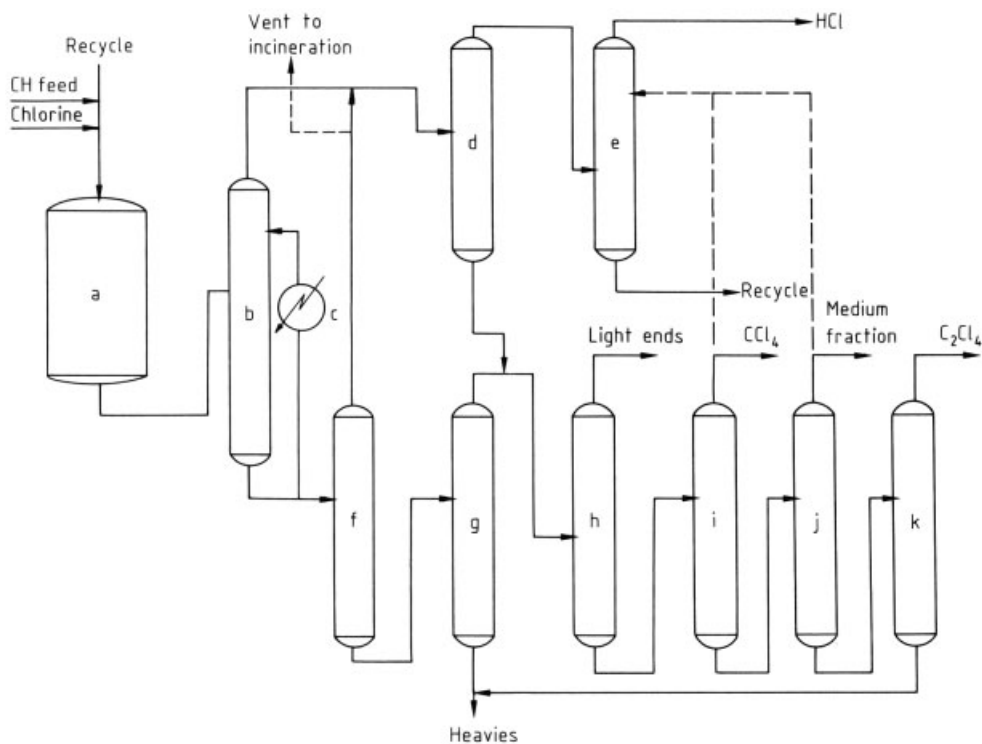 Vent to
incineration
HCl
Recycle
CH feed
Chlorine
d
e
a
b
c
Recycle
Light ends
CCl₄
Medium
fraction
C₂Cl₄
f
g
h
i
j
k
Heavies